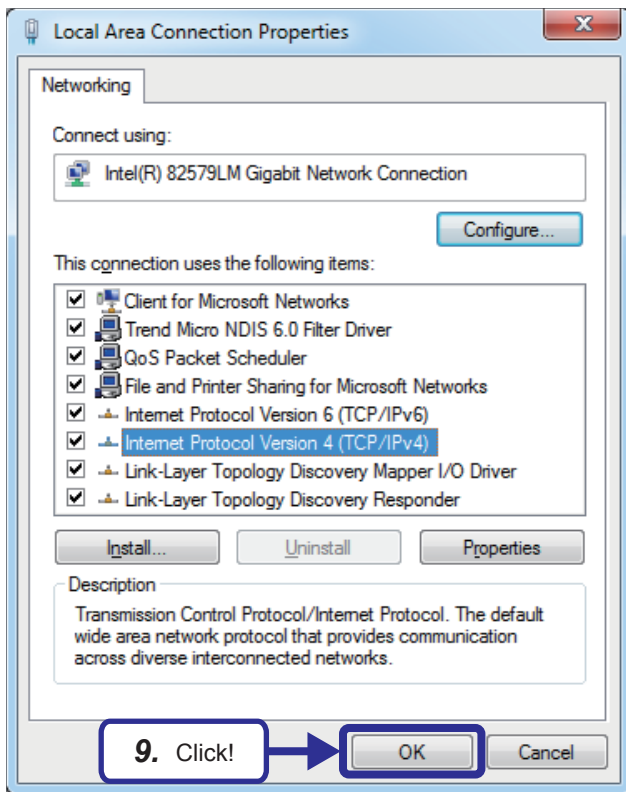 Local Area Connection Properties
Networking
Connect using:
Intel(R) 82579LM Gigabit Network Connection
Configure...
This connection uses the following items:
Client for Microsoft Networks
Trend Micro NDIS 6.0 Filter Driver
QoS Packet Scheduler
File and Printer Sharing for Microsoft Networks
Internet Protocol Version 6 (TCP/IPv6)
Internet Protocol Version 4 (TCP/IPv4)
Link-Layer Topology Discovery Mapper I/O Driver
Link-Layer Topology Discovery Responder
Install... Uninstall Properties
Description
Transmission Control Protocol/Internet Protocol. The default
wide area network protocol that provides communication
across diverse interconnected networks.
9. Click! OK Cancel